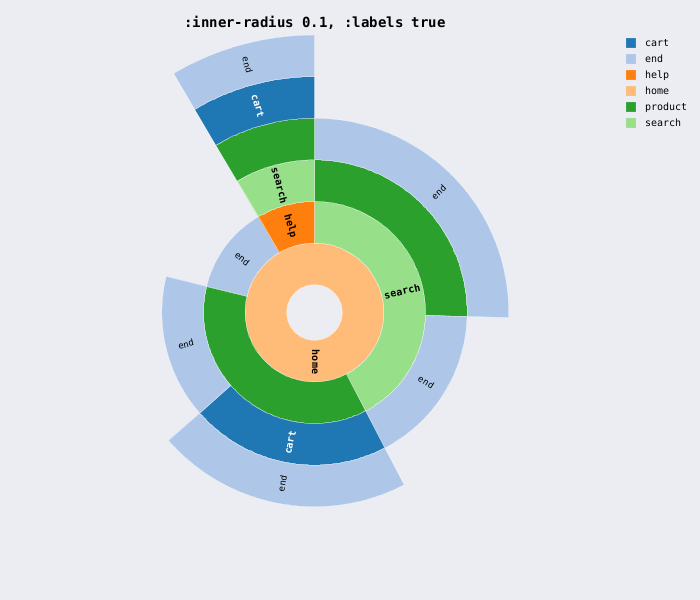 :inner-radius 0.1, :labels true
cart
end
help
home
product
search
end
cart
search
help
end
end
search
end
end
home
cart
end
end